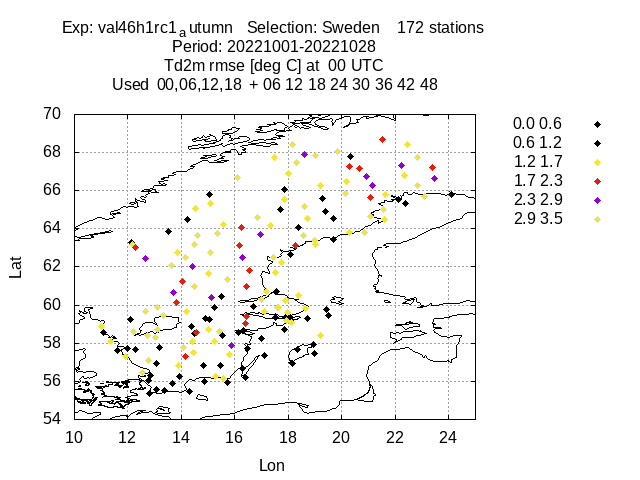 Exp: val46h1rc1autumn Selection: Sweden 172 stations
Period: 20221001-20221028
Td2m rmse [deg C] at 00 UTC
Used 00,06,12,18 + 06 12 18 24 30 36 42 48
70
68
66
64
62
60
58
56
54
10 12 14 16 18 20 22 24
Lat
Lon
0.0 0.6
0.6 1.2
1.2 1.7
1.7 2.3
2.3 2.9
2.9 3.5